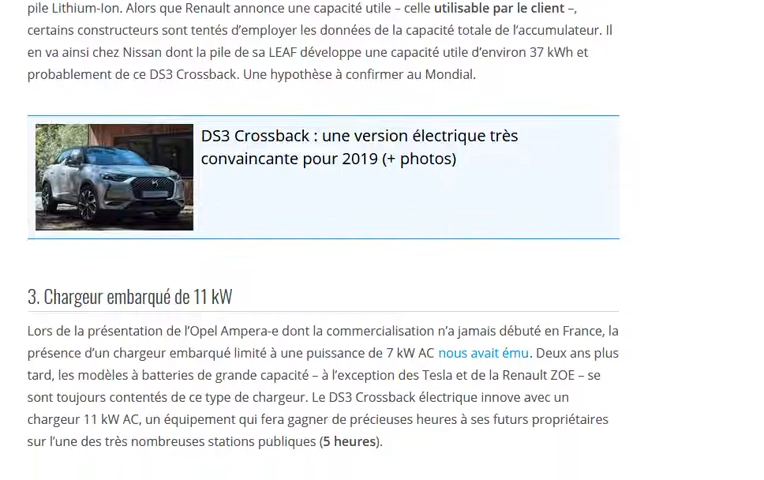 pile Lithium-Ion. Alors que Renault annonce une capacité utile – celle utilisable par le client –,
certains constructeurs sont tentés d’employer les données de la capacité totale de l’accumulateur. Il
en va ainsi chez Nissan dont la pile de sa LEAF développe une capacité utile d’environ 37 kWh et
probablement de ce DS3 Crossback. Une hypothèse à confirmer au Mondial.
DS3 Crossback : une version électrique très
convaincante pour 2019 (+ photos)
3. Chargeur embarqué de 11 kW
Lors de la présentation de l’Opel Ampera-e dont la commercialisation n’a jamais débuté en France, la
présence d’un chargeur embarqué limité à une puissance de 7 kW AC nous avait ému. Deux ans plus
tard, les modèles à batteries de grande capacité – à l’exception des Tesla et de la Renault ZOE – se
sont toujours contentés de ce type de chargeur. Le DS3 Crossback électrique innove avec un
chargeur 11 kW AC, un équipement qui fera gagner de précieuses heures à ses futurs propriétaires
sur l’une des très nombreuses stations publiques (5 heures).